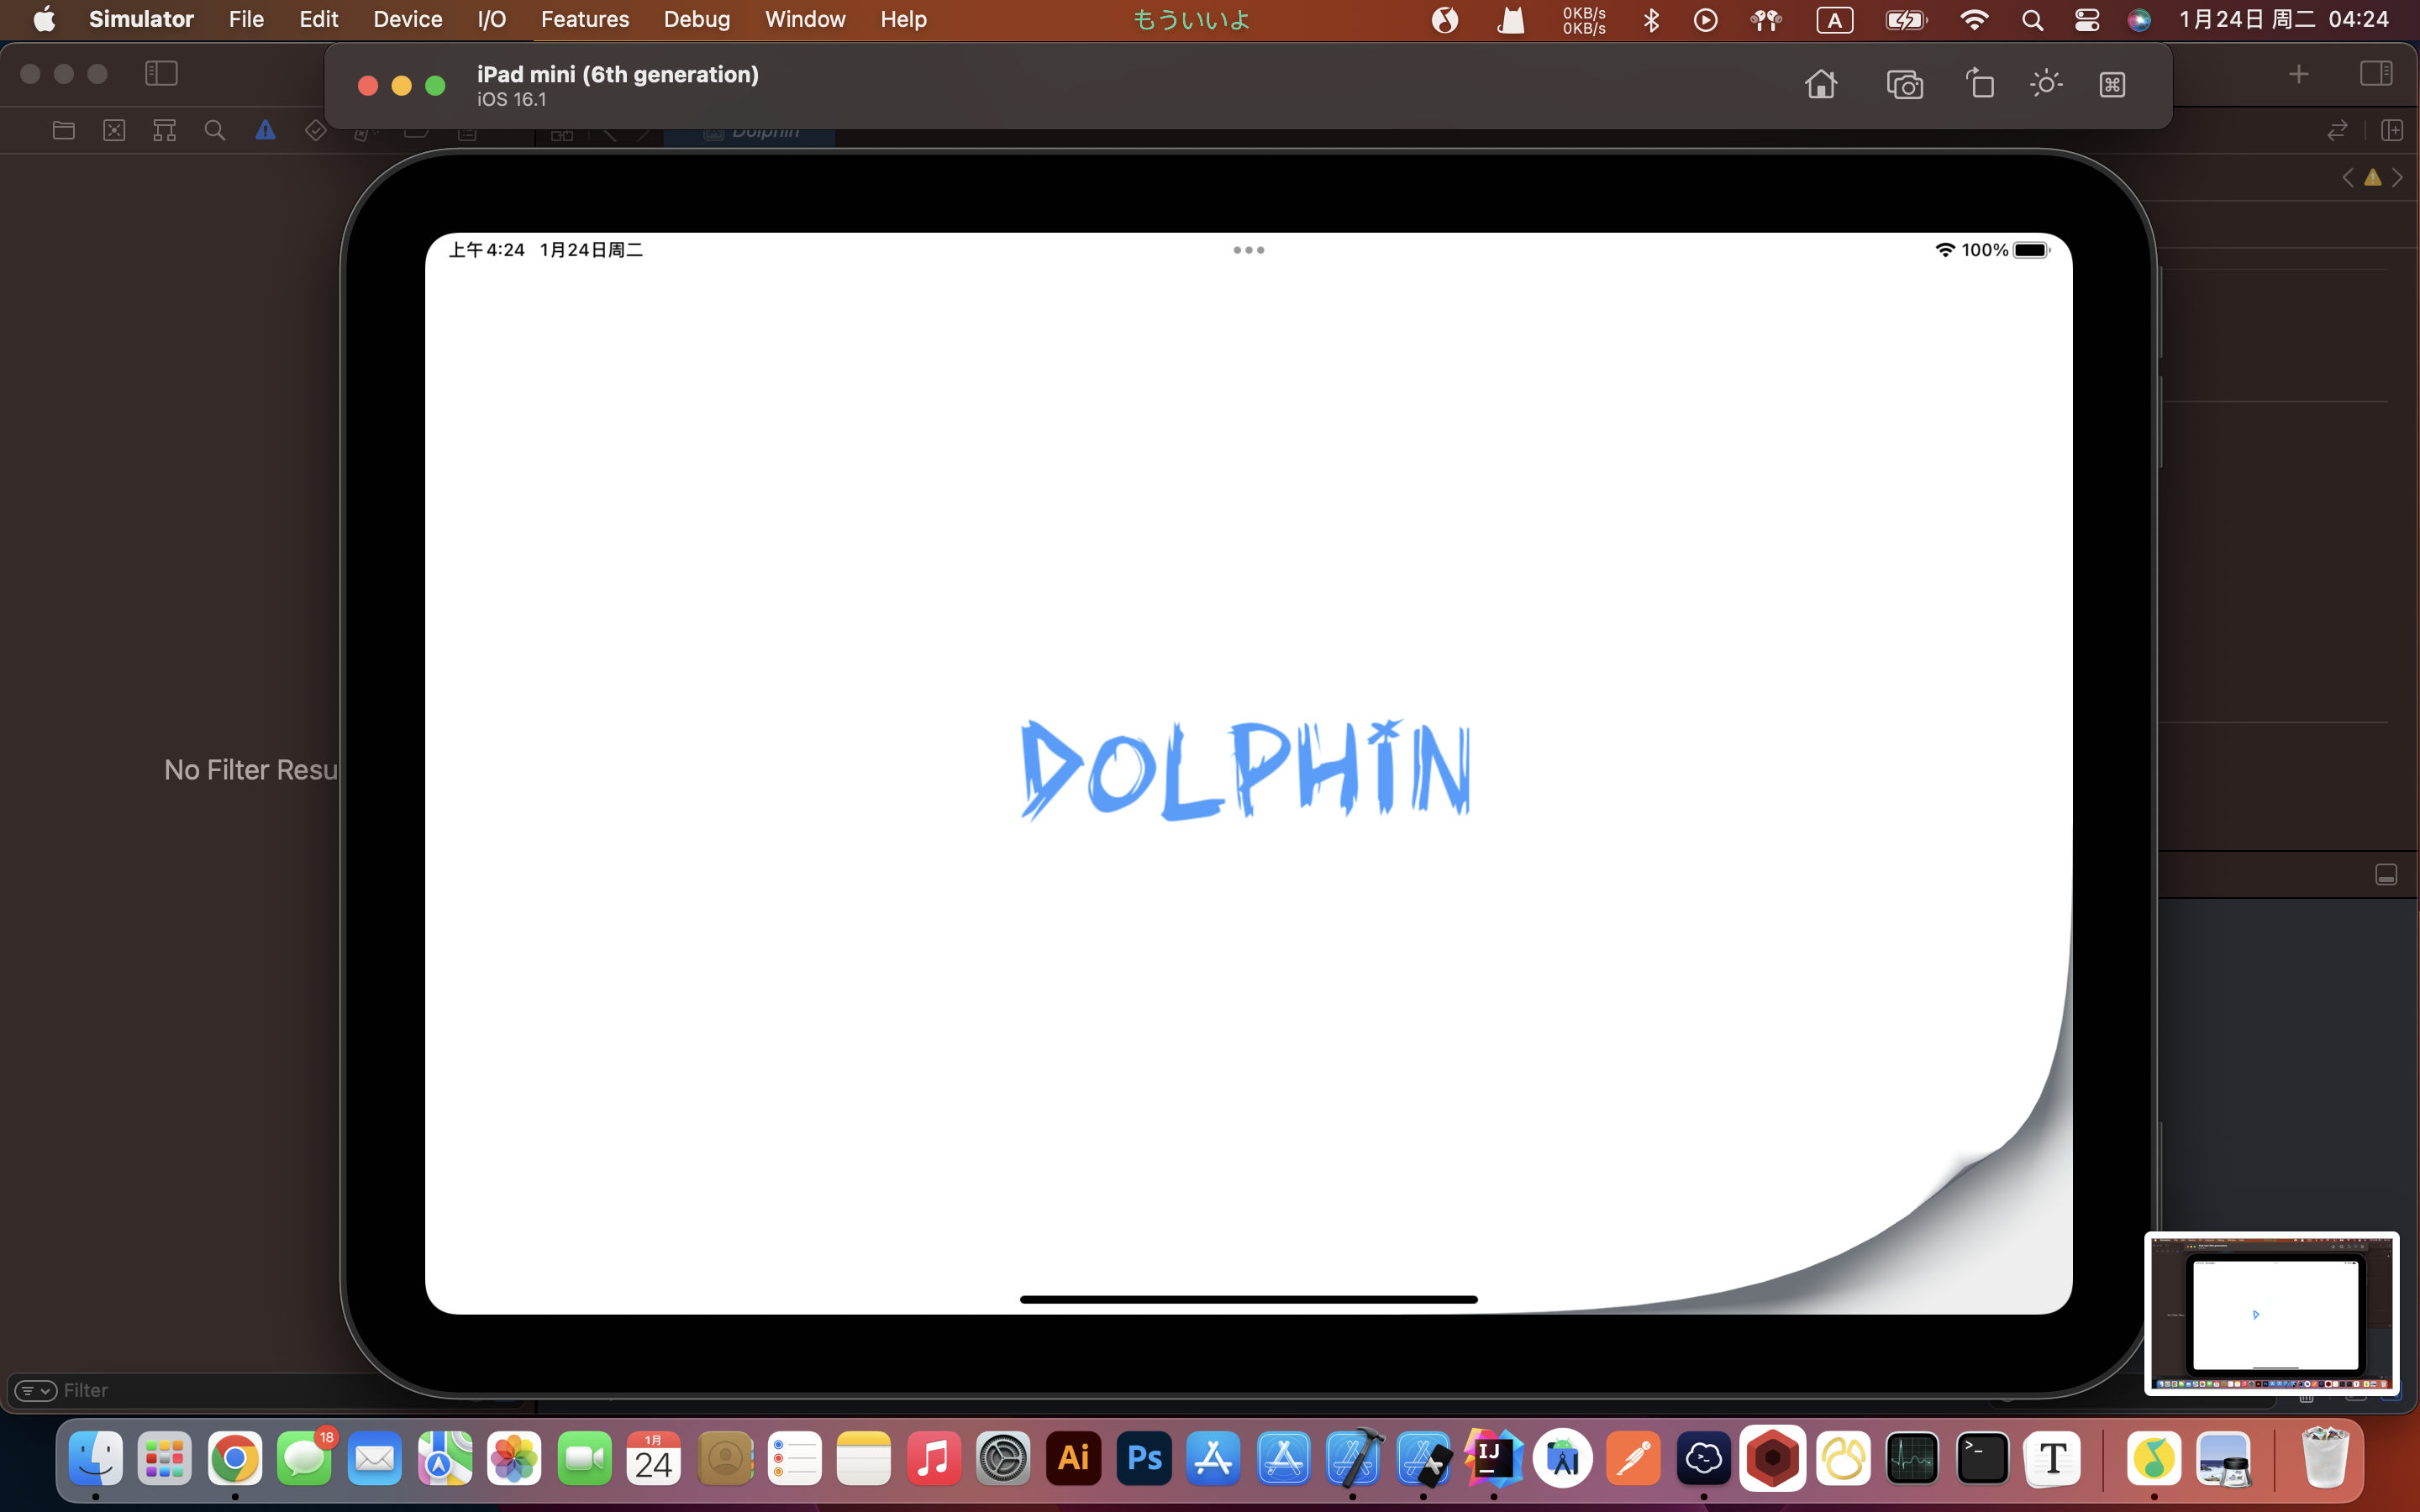 Simulator File Edit Device I/O Features Debug Window Help もういいよ 0KB/s 0KB/s A 1月24日 周二 04:24
iPad mini (6th generation)
iOS 16.1
Dolphin
上午4:24 1月24日周二 100%
DOLPHiN
No Filter Resu
Filter
18
1月
24
Ai
Ps
IJ
>_
T